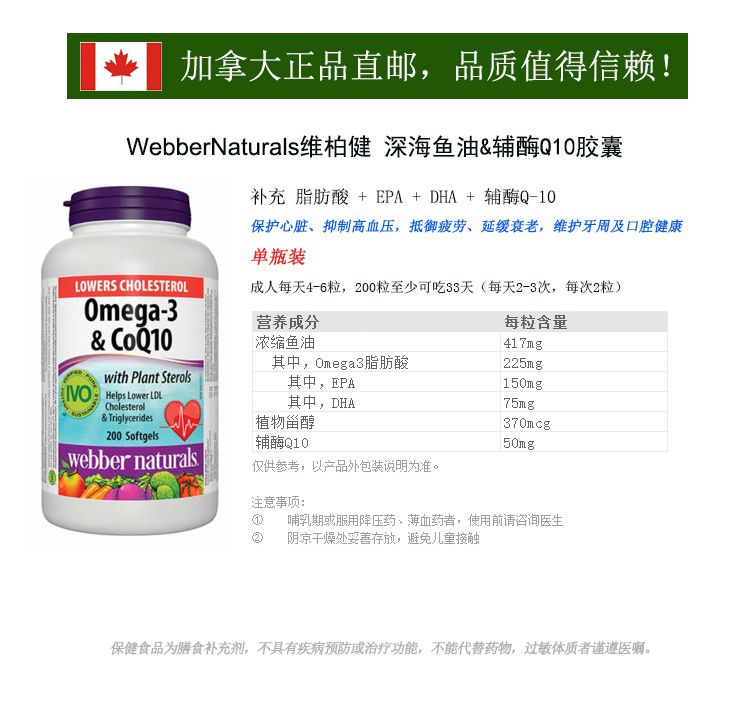 加拿大正品直邮，品质值得信赖！
WebberNaturals维柏健 深海鱼油&辅酶Q10胶囊
补充 脂肪酸 + EPA + DHA + 辅酶Q-10
保护心脏、抑制高血压，抵御疲劳、延缓衰老，维护牙周及口腔健康
单瓶装
成人每天4-6粒，200粒至少可吃33天（每天2-3次，每次2粒）
营养成分 每粒含量
浓缩鱼油 417mg
其中，Omega3脂肪酸 225mg
其中，EPA 150mg
其中，DHA 75mg
植物甾醇 370mcg
辅酶Q10 50mg
仅供参考，以产品外包装说明为准。
注意事项：
① 哺乳期或服用降压药、薄血药者，使用前请咨询医生
② 阴凉干燥处妥善存放，避免儿童接触
LOWERS CHOLESTEROL
Omega-3
& CoQ10
with Plant Sterols
IVO
Helps Lower LDL
Cholesterol
& Triglycerides
200 Softgels
webber naturals
保健食品为膳食补充剂，不具有疾病预防或治疗功能，不能代替药物，过敏体质者谨遵医嘱。